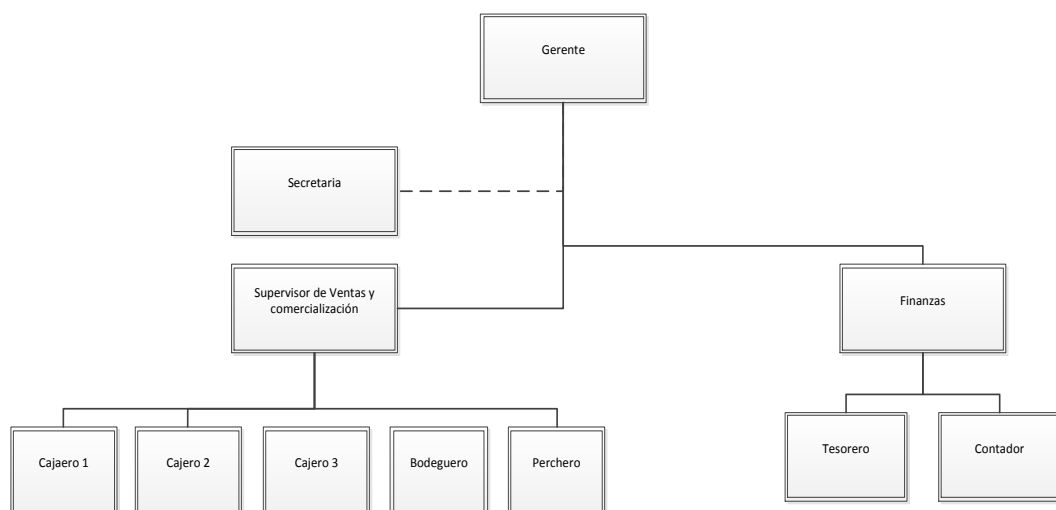 Gerente
Secretaria
Supervisor de Ventas y
comercialización
Finanzas
Cajaero 1
Cajero 2
Cajero 3
Bodeguero
Perchero
Tesorero
Contador